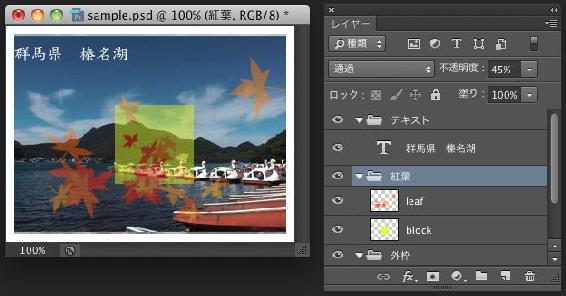 sample.psd @ 100% (紅葉, RGB/8) *
群馬県 榛名湖
100%
レイヤー
種類
通過
不透明度: 45%
ロック:
塗り: 100%
テキスト
T 群馬県 榛名湖
紅葉
leaf
block
外枠
fx